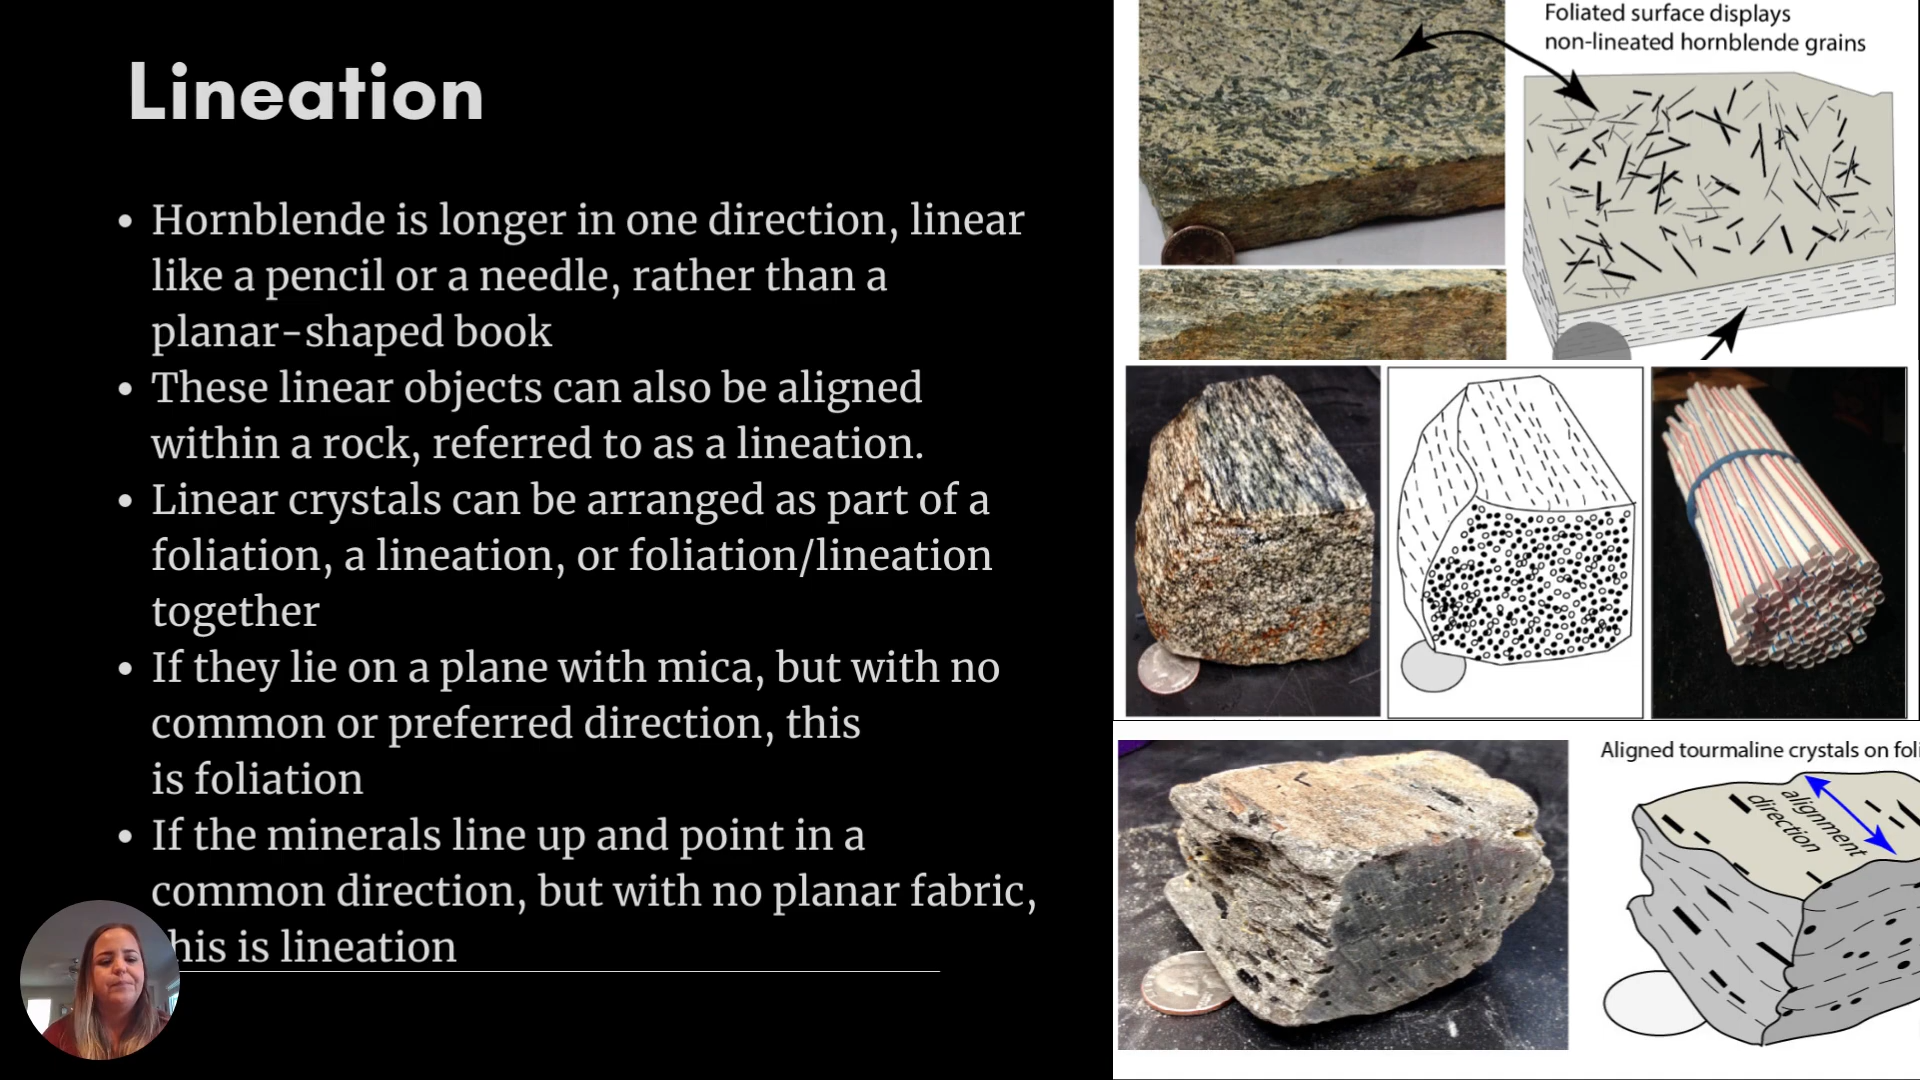 Lineation
• Hornblende is longer in one direction, linear
like a pencil or a needle, rather than a
planar-shaped book
• These linear objects can also be aligned
within a rock, referred to as a lineation.
• Linear crystals can be arranged as part of a
foliation, a lineation, or foliation/lineation
together
• If they lie on a plane with mica, but with no
common or preferred direction, this
is foliation
• If the minerals line up and point in a
common direction, but with no planar fabric,
his is lineation
Foliated surface displays
non-lineated hornblende grains
Aligned tourmaline crystals on foli
alignment
direction